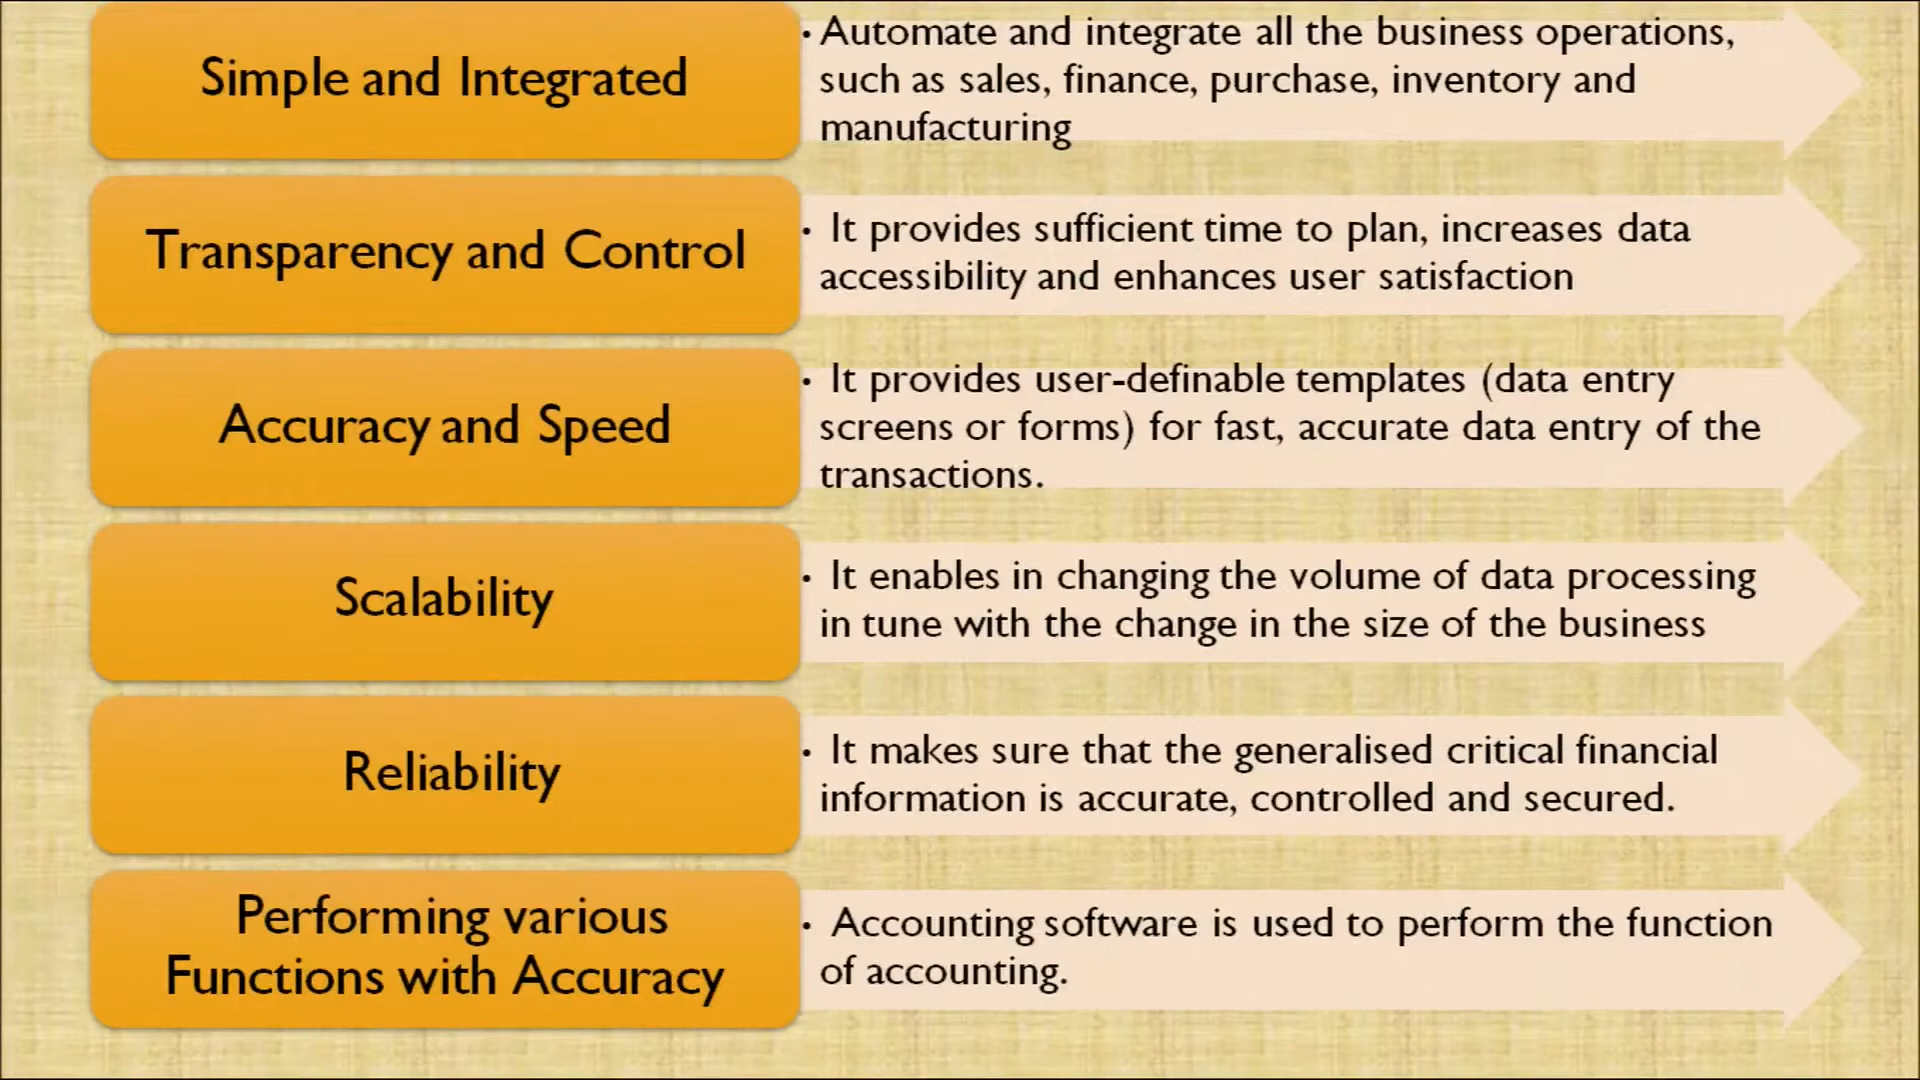 Simple and Integrated
• Automate and integrate all the business operations,
such as sales, finance, purchase, inventory and
manufacturing
Transparency and Control
• It provides sufficient time to plan, increases data
accessibility and enhances user satisfaction
Accuracy and Speed
• It provides user-definable templates (data entry
screens or forms) for fast, accurate data entry of the
transactions.
Scalability
• It enables in changing the volume of data processing
in tune with the change in the size of the business
Reliability
• It makes sure that the generalised critical financial
information is accurate, controlled and secured.
Performing various
Functions with Accuracy
• Accounting software is used to perform the function
of accounting.